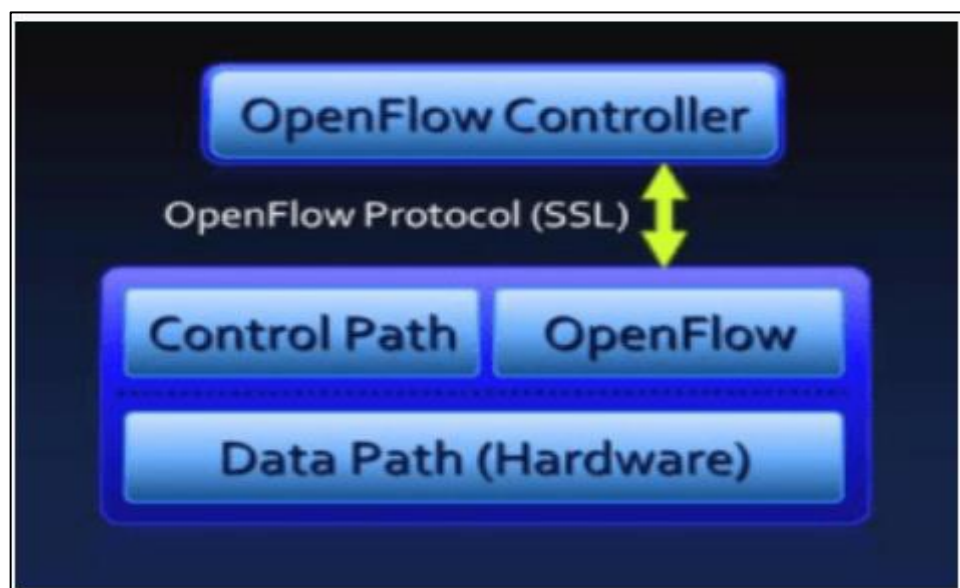 OpenFlow Controller
OpenFlow Protocol (SSL)
Control Path
OpenFlow
Data Path (Hardware)